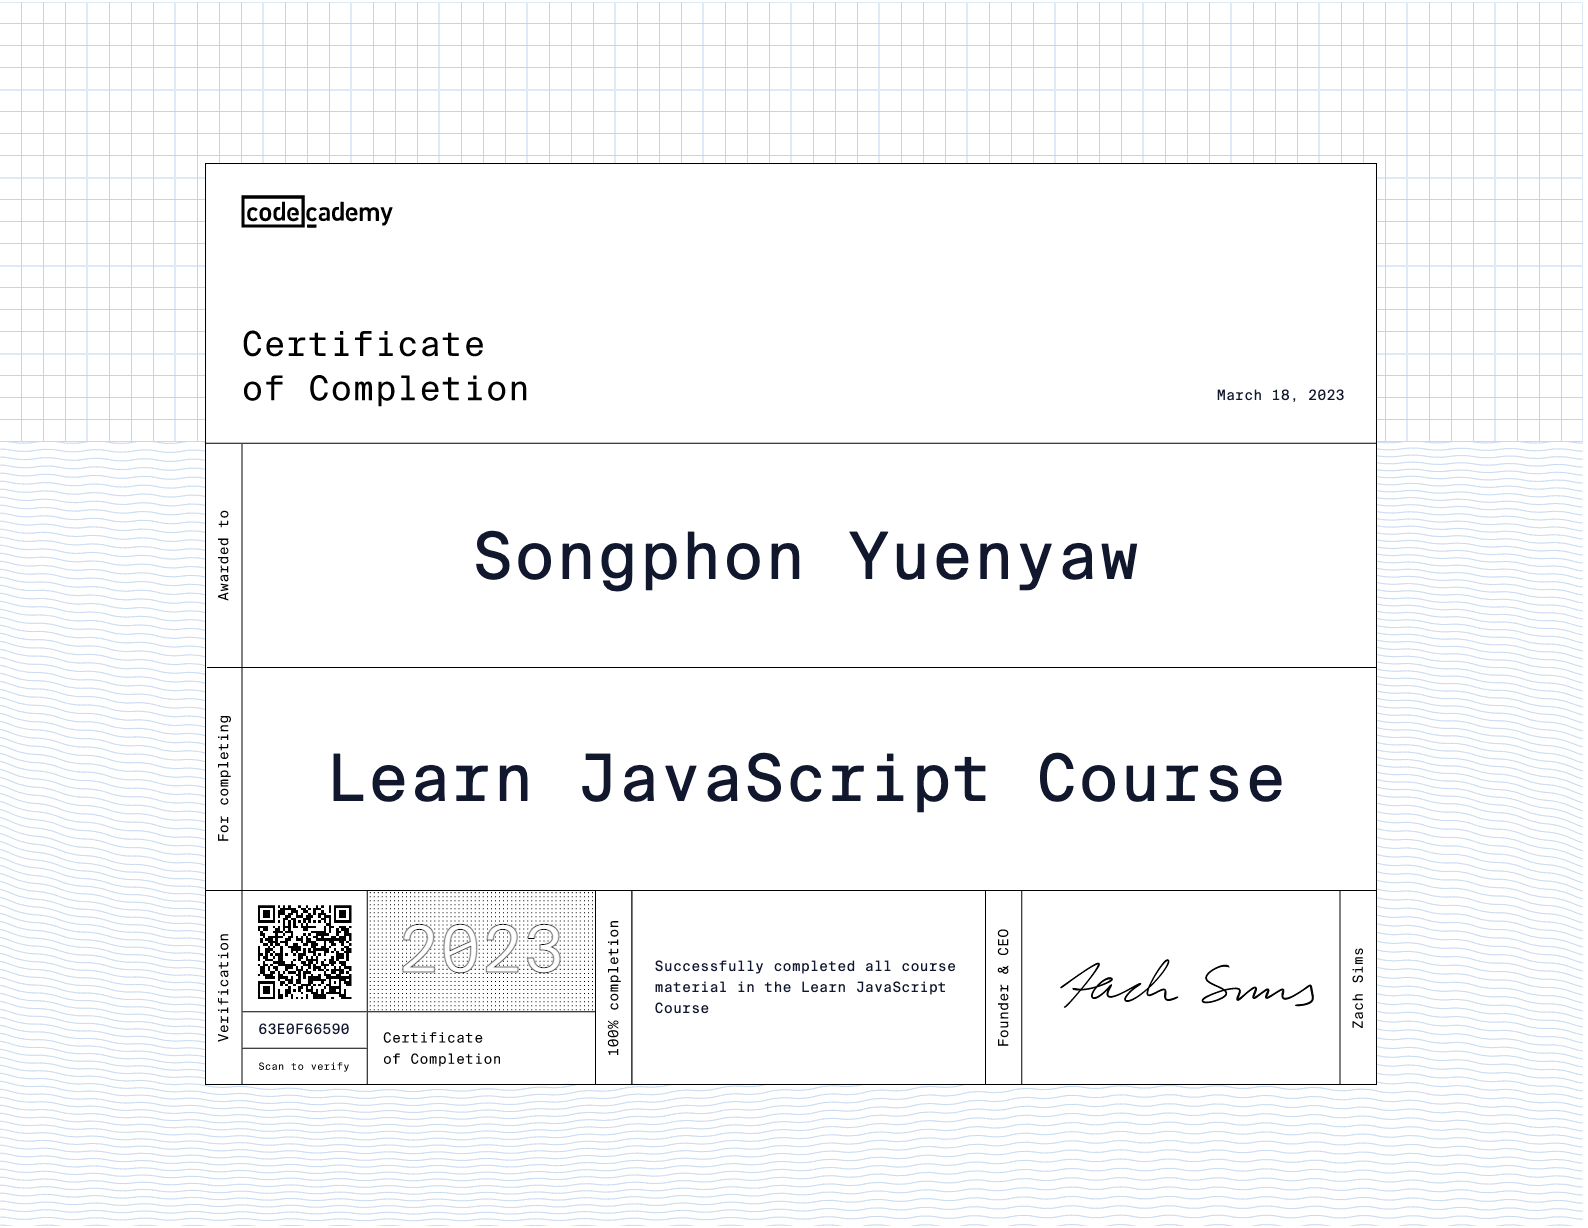 codecademy
Certificate
of Completion
March 18, 2023
Awarded to
Songphon Yuenyaw
For completing
Learn JavaScript Course
Verification
63E0F66590
Scan to verify
2023
Certificate
of Completion
100% completion
Successfully completed all course
material in the Learn JavaScript
Course
Founder & CEO
Zach Sims
Zach Sims